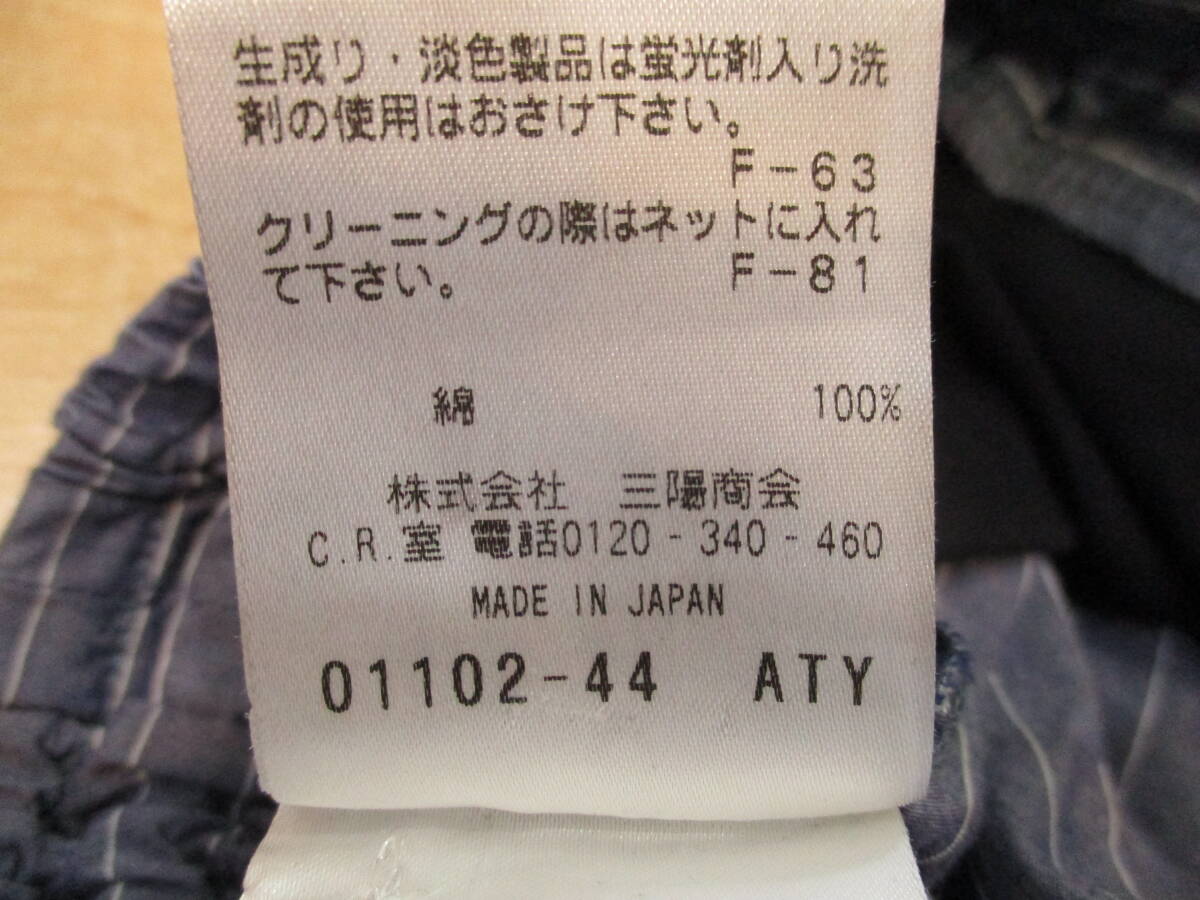 生成り・淡色製品は蛍光剤入り洗
剤の使用はおさけ下さい。
F-63
クリーニングの際はネットに入れ
て下さい。 F-81
綿 100%
株式会社 三陽商会
C.R.室 電話0120-340-460
MADE IN JAPAN
01102-44 ATY